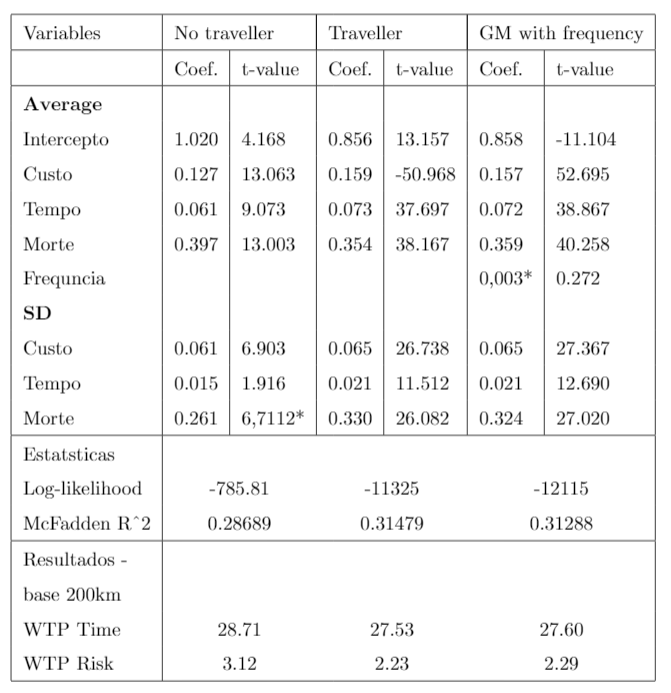 Variables No traveller Traveller GM with frequency
Coef. t-value Coef. t-value Coef. t-value
Average
Intercepto 1.020 4.168 0.856 13.157 0.858 -11.104
Custo 0.127 13.063 0.159 -50.968 0.157 52.695
Tempo 0.061 9.073 0.073 37.697 0.072 38.867
Morte 0.397 13.003 0.354 38.167 0.359 40.258
Frequncia 0,003* 0.272
SD
Custo 0.061 6.903 0.065 26.738 0.065 27.367
Tempo 0.015 1.916 0.021 11.512 0.021 12.690
Morte 0.261 6,7112* 0.330 26.082 0.324 27.020
Estatsticas
Log-likelihood -785.81 -11325 -12115
McFadden R^2 0.28689 0.31479 0.31288
Resultados -
base 200km
WTP Time 28.71 27.53 27.60
WTP Risk 3.12 2.23 2.29